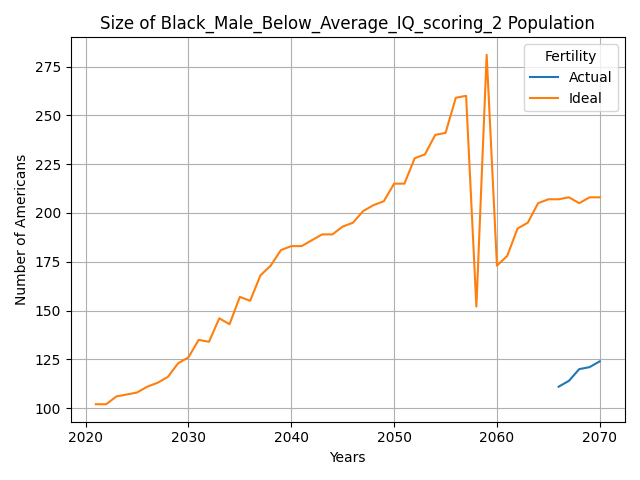 Size of Black_Male_Below_Average_IQ_scoring_2 Population
Number of Americans
275
250
225
200
175
150
125
100
Fertility
Actual
Ideal
2020 2030 2040 2050 2060 2070
Years